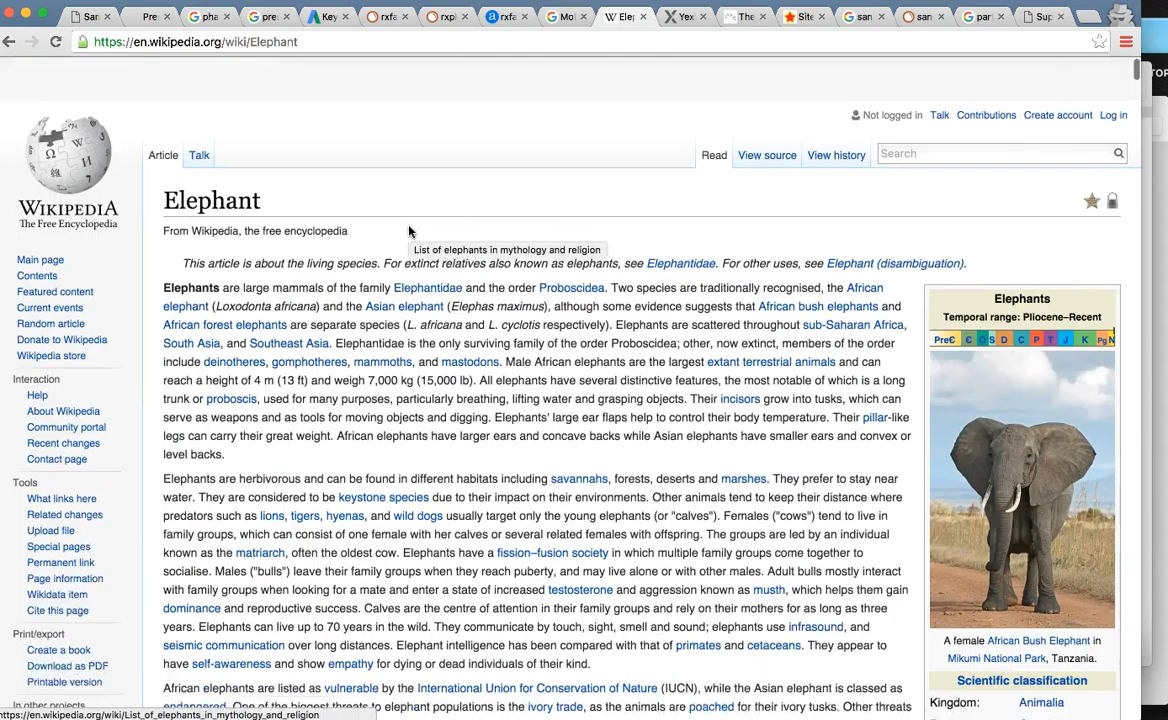 San
Pre
pha
pre
Key
rxfa
rxpl
rxfa
Mo
W Elep
Yex
The
Site
san
san
par
Sup
https://en.wikipedia.org/wiki/Elephant
TOP
Not logged in Talk Contributions Create account Log in
Article Talk Read View source View history Search
WIKIPEDIA
The Free Encyclopedia
Main page
Contents
Featured content
Current events
Random article
Donate to Wikipedia
Wikipedia store
Interaction
Help
About Wikipedia
Community portal
Recent changes
Contact page
Tools
What links here
Related changes
Upload file
Special pages
Permanent link
Page information
Wikidata item
Cite this page
Print/export
Create a book
Download as PDF
Printable version
In other projects
Elephant
From Wikipedia, the free encyclopedia
List of elephants in mythology and religion
This article is about the living species. For extinct relatives also known as elephants, see Elephantidae. For other uses, see Elephant (disambiguation).
Elephants are large mammals of the family Elephantidae and the order Proboscidea. Two species are traditionally recognised, the African
elephant (Loxodonta africana) and the Asian elephant (Elephas maximus), although some evidence suggests that African bush elephants and
African forest elephants are separate species (L. africana and L. cyclotis respectively). Elephants are scattered throughout sub-Saharan Africa,
South Asia, and Southeast Asia. Elephantidae is the only surviving family of the order Proboscidea; other, now extinct, members of the order
include deinotheres, gomphotheres, mammoths, and mastodons. Male African elephants are the largest extant terrestrial animals and can
reach a height of 4 m (13 ft) and weigh 7,000 kg (15,000 lb). All elephants have several distinctive features, the most notable of which is a long
trunk or proboscis, used for many purposes, particularly breathing, lifting water and grasping objects. Their incisors grow into tusks, which can
serve as weapons and as tools for moving objects and digging. Elephants' large ear flaps help to control their body temperature. Their pillar-like
legs can carry their great weight. African elephants have larger ears and concave backs while Asian elephants have smaller ears and convex or
level backs.
Elephants are herbivorous and can be found in different habitats including savannahs, forests, deserts and marshes. They prefer to stay near
water. They are considered to be keystone species due to their impact on their environments. Other animals tend to keep their distance where
predators such as lions, tigers, hyenas, and wild dogs usually target only the young elephants (or "calves"). Females ("cows") tend to live in
family groups, which can consist of one female with her calves or several related females with offspring. The groups are led by an individual
known as the matriarch, often the oldest cow. Elephants have a fission–fusion society in which multiple family groups come together to
socialise. Males ("bulls") leave their family groups when they reach puberty, and may live alone or with other males. Adult bulls mostly interact
with family groups when looking for a mate and enter a state of increased testosterone and aggression known as musth, which helps them gain
dominance and reproductive success. Calves are the centre of attention in their family groups and rely on their mothers for as long as three
years. Elephants can live up to 70 years in the wild. They communicate by touch, sight, smell and sound; elephants use infrasound, and
seismic communication over long distances. Elephant intelligence has been compared with that of primates and cetaceans. They appear to
have self-awareness and show empathy for dying or dead individuals of their kind.
African elephants are listed as vulnerable by the International Union for Conservation of Nature (IUCN), while the Asian elephant is classed as
endangered. One of the biggest threats to elephant populations is the ivory trade, as the animals are poached for their ivory tusks. Other threats
Elephants
Temporal range: Pliocene–Recent
PreЄ Є O S D C P T J K Pg N
A female African Bush Elephant in
Mikumi National Park, Tanzania.
Scientific classification
Kingdom: Animalia
https://en.wikipedia.org/wiki/List_of_elephants_in_mythology_and_religion